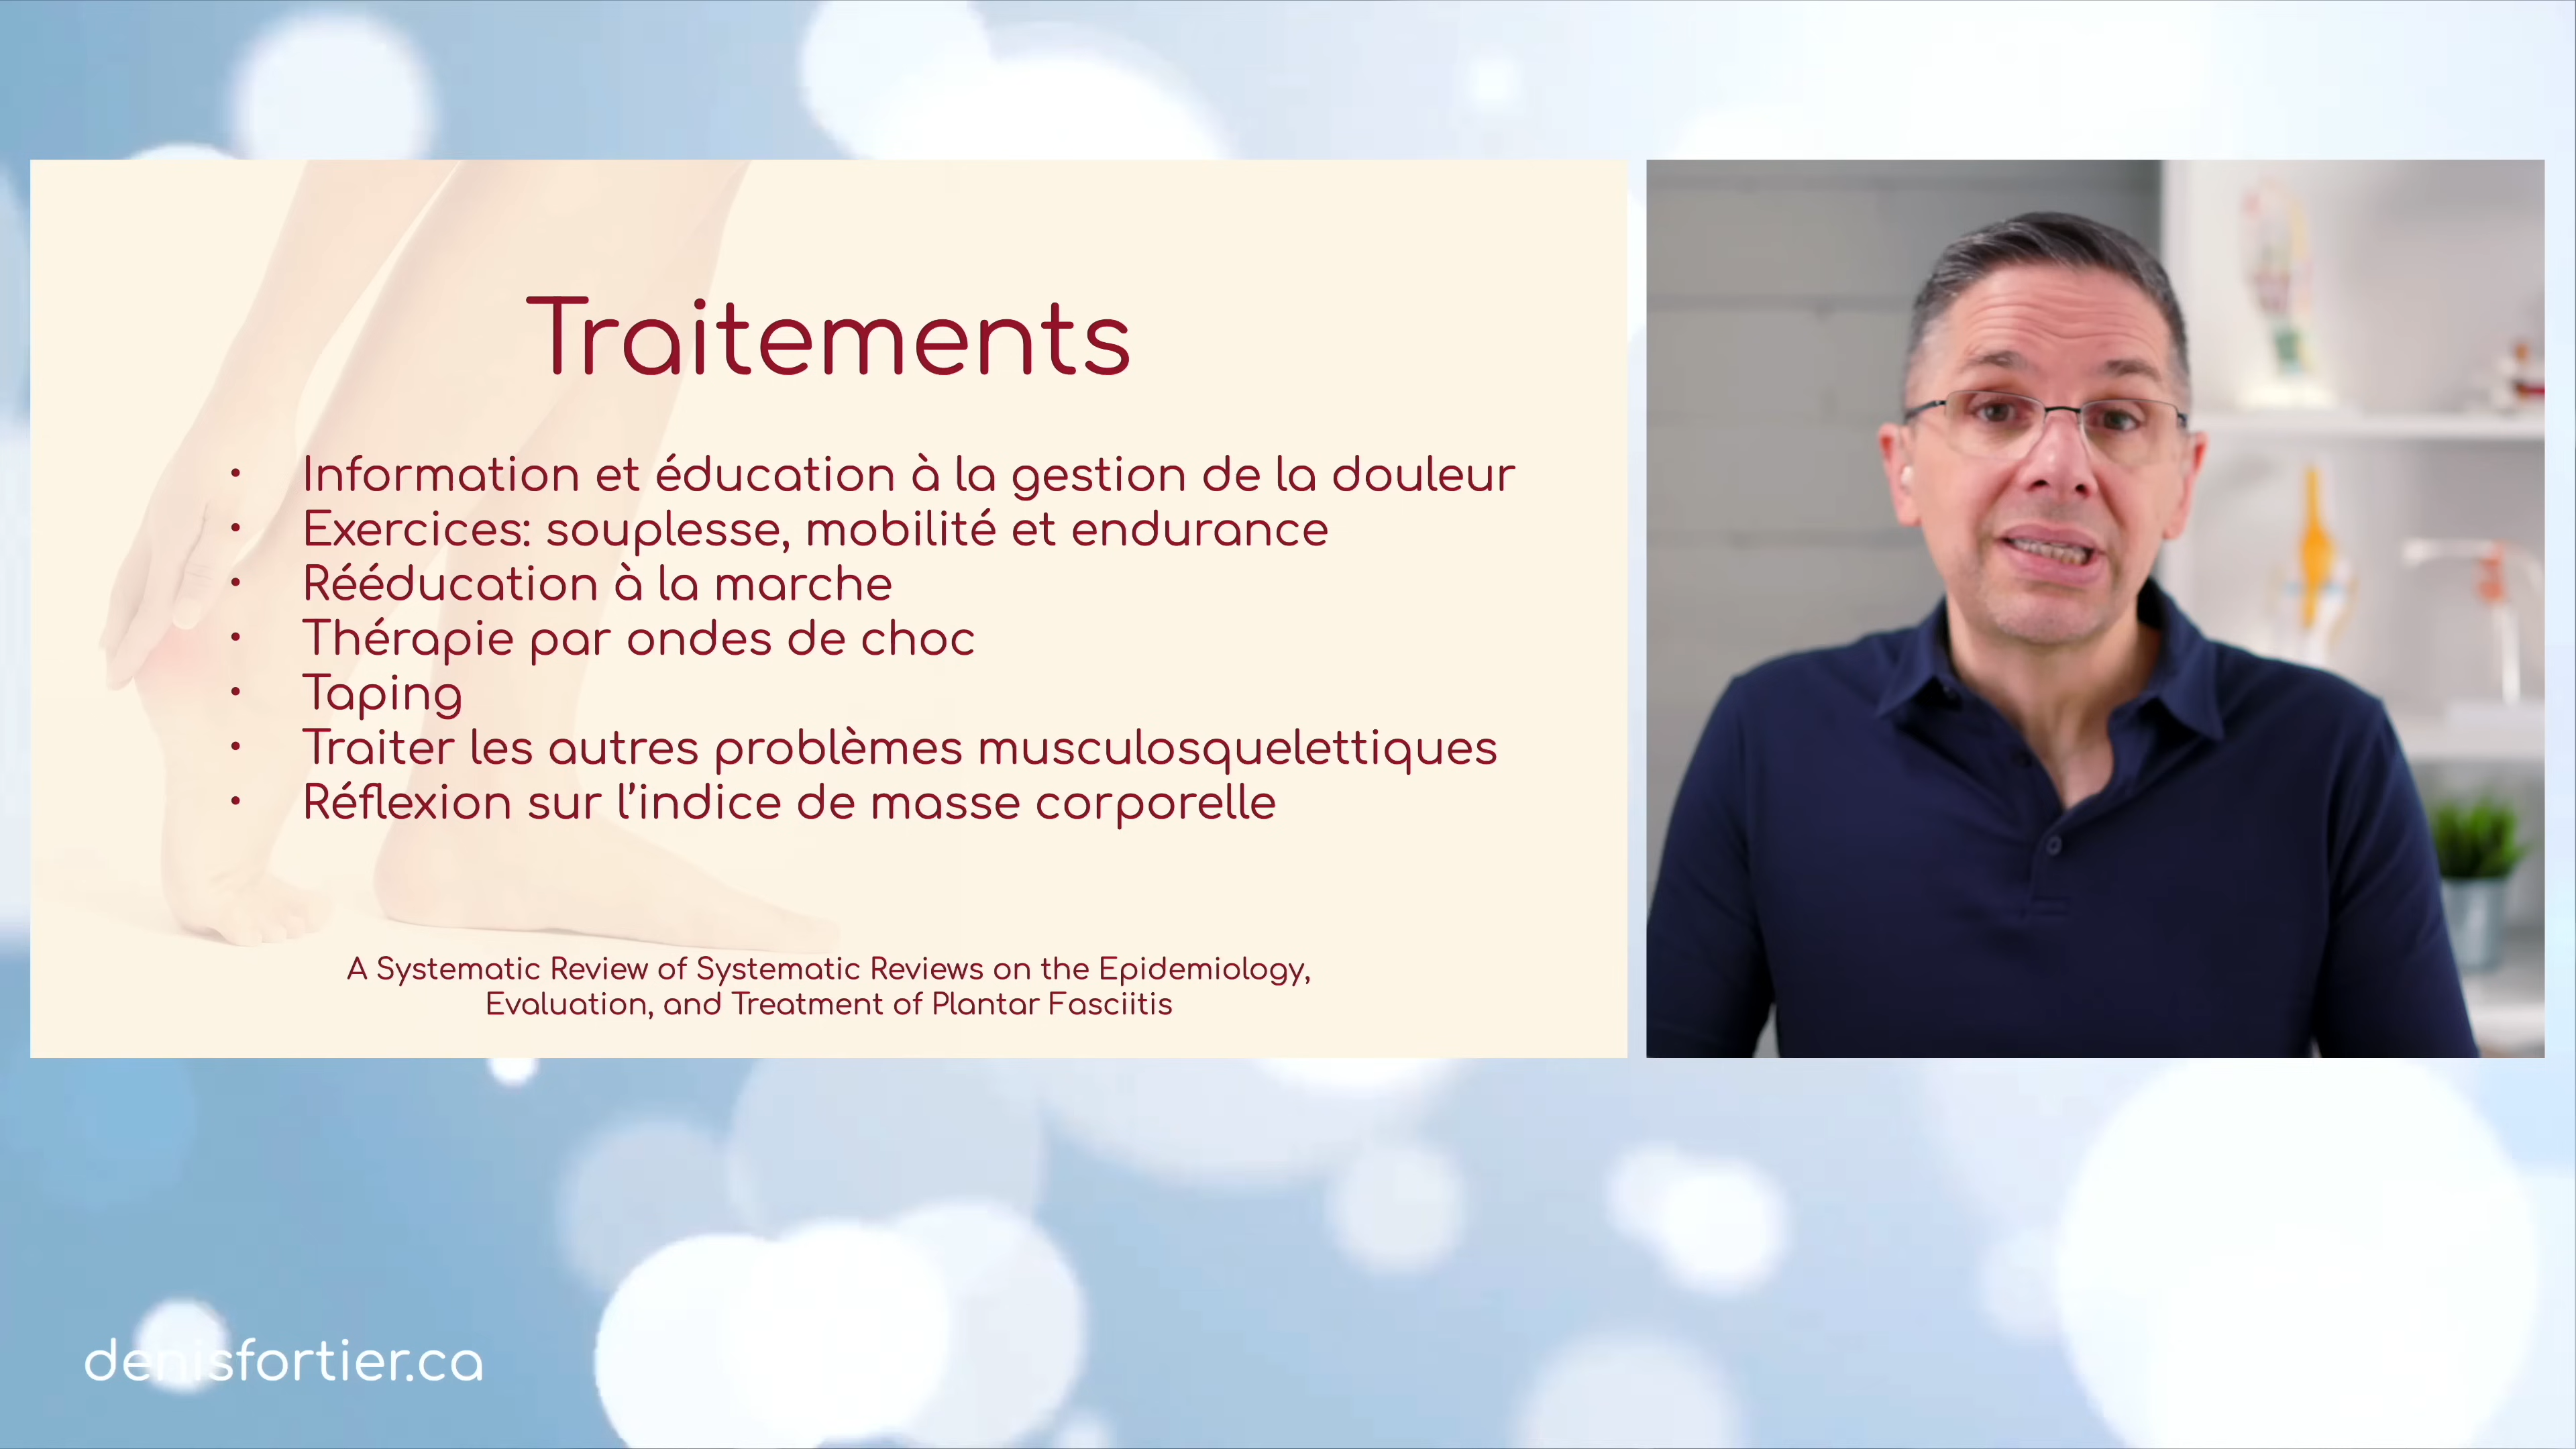 Traitements
• Information et éducation à la gestion de la douleur
• Exercices: souplesse, mobilité et endurance
• Rééducation à la marche
• Thérapie par ondes de choc
• Taping
• Traiter les autres problèmes musculosquelettiques
• Réflexion sur l’indice de masse corporelle
A Systematic Review of Systematic Reviews on the Epidemiology,
Evaluation, and Treatment of Plantar Fasciitis
denisfortier.ca